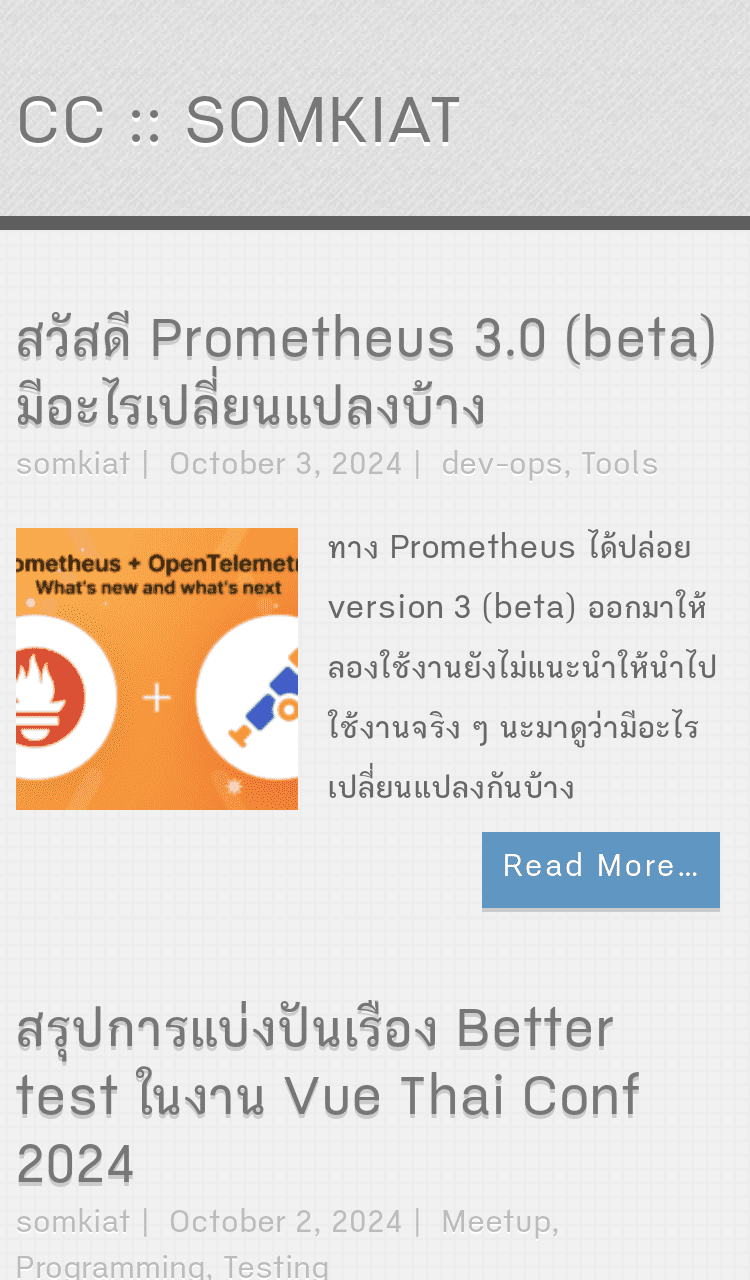 CC :: SOMKIAT
สวัสดี Prometheus 3.0 (beta)
มีอะไรเปลี่ยนแปลงบ้าง
somkiat | October 3, 2024 | dev-ops, Tools
ometheus + OpenTelemetr
What's new and what's next
ทาง Prometheus ได้ปล่อย
version 3 (beta) ออกมาให้
ลองใช้งานยังไม่แนะนำให้นำไป
ใช้งานจริง ๆ นะมาดูว่ามีอะไร
เปลี่ยนแปลงกันบ้าง
Read More…
สรุปการแบ่งปันเรื่อง Better
test ในงาน Vue Thai Conf
2024
somkiat | October 2, 2024 | Meetup,
Programming, Testing